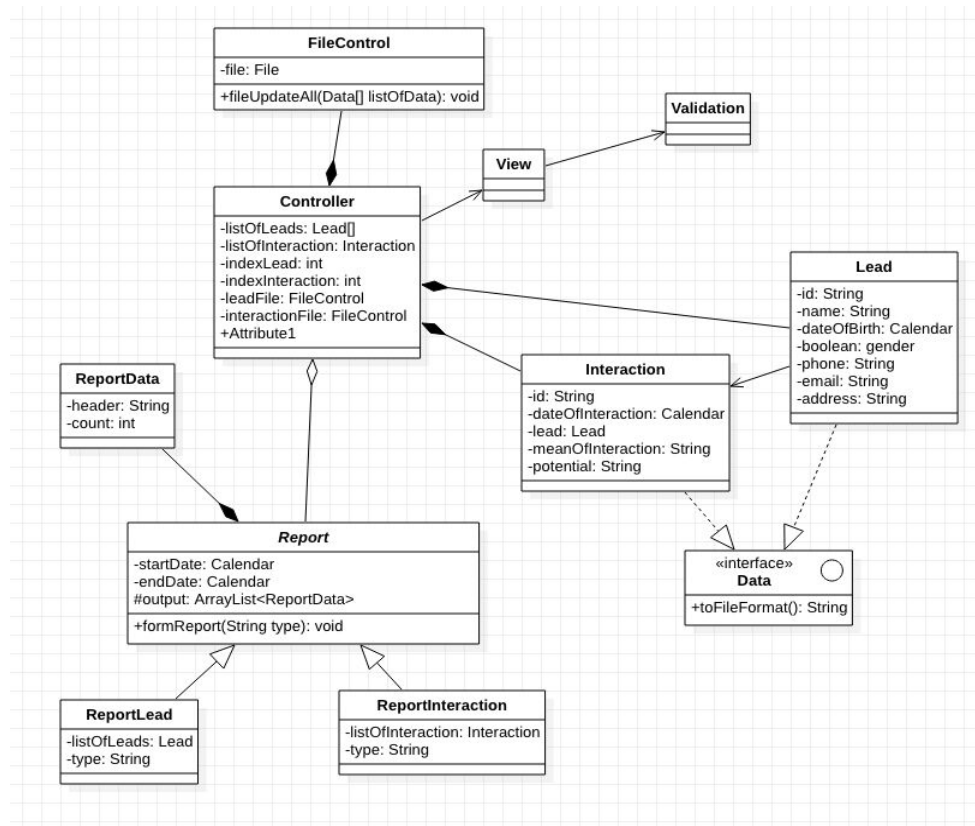 FileControl
-file: File
+fileUpdateAll(Data[] listOfData): void
Validation
View
Controller
-listOfLeads: Lead[]
-listOfInteraction: Interaction
-indexLead: int
-indexInteraction: int
-leadFile: FileControl
-interactionFile: FileControl
+Attribute1
Lead
-id: String
-name: String
-dateOfBirth: Calendar
-boolean: gender
-phone: String
-email: String
-address: String
Interaction
-id: String
-dateOfInteraction: Calendar
-lead: Lead
-meanOfInteraction: String
-potential: String
ReportData
-header: String
-count: int
Report
-startDate: Calendar
-endDate: Calendar
#output: ArrayList<ReportData>
+formReport(String type): void
«interface»
Data
+toFileFormat(): String
ReportLead
-listOfLeads: Lead
-type: String
ReportInteraction
-listOfInteraction: Interaction
-type: String